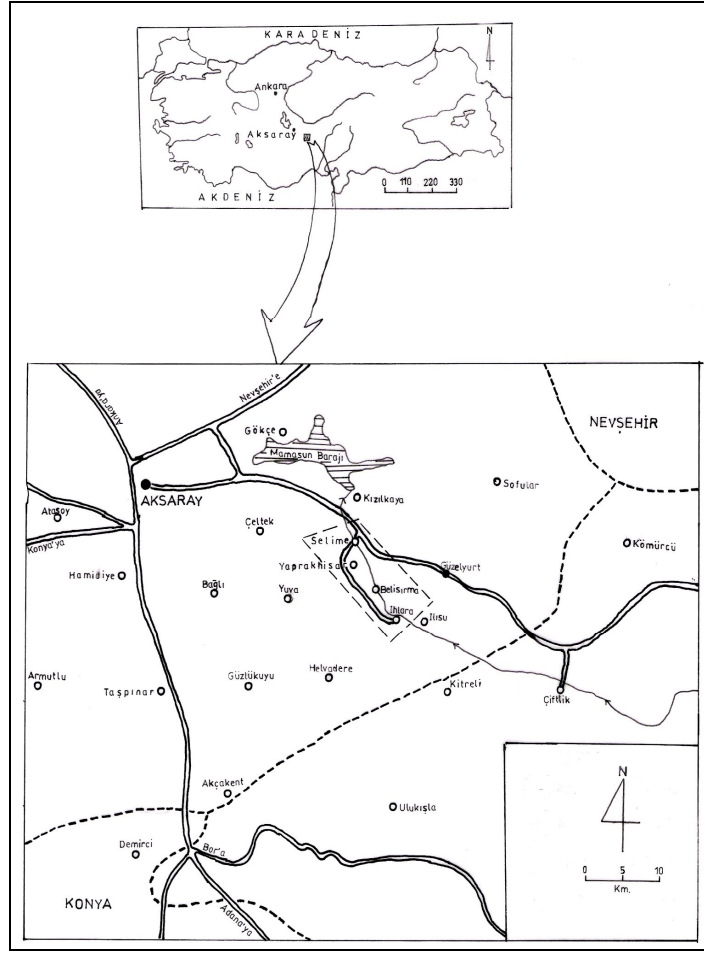 KARADENİZ
N
Ankara
Aksaray
AKDENİZ
0 110 220 330
Ankara'ya
Nevşehir'e
Gökçe
NEVŞEHİR
Mamasun Barajı
AKSARAY
Sofular
Kızılkaya
Ataşoy
Çeltek
Konya'ya
Selime
Kömürcü
Yaprakhisar
Güzelyurt
Hamidiye
Bağlı
Yuva
Belisırma
Ihlara
Ilısu
Armutlu
Taşpınar
Güzlükuyu
Helvadere
Kitreli
Çiftlik
Akçakent
Ulukışla
N
Demirci
Bor'a
0 5 10
Km.
KONYA
Adana'ya